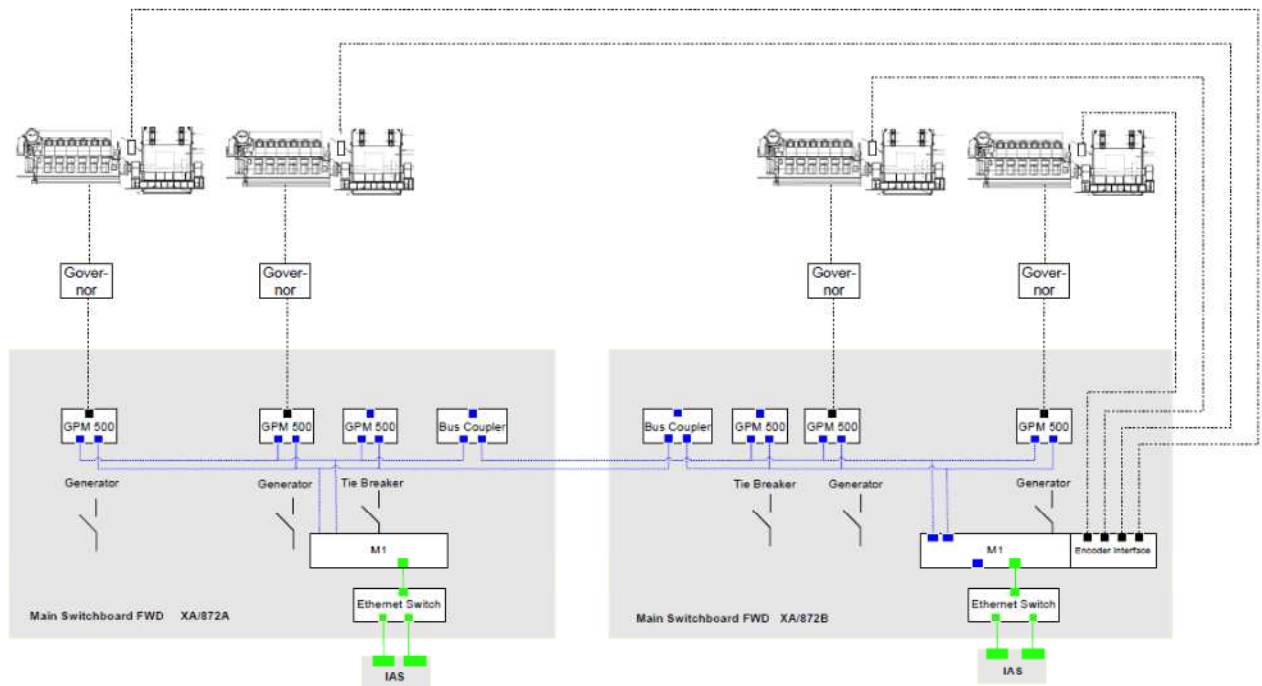 Gover-
nor
Gover-
nor
Gover-
nor
Gover-
nor
GPM 500
GPM 500
GPM 500
Bus Coupler
Bus Coupler
GPM 500
GPM 500
GPM 500
Generator
Generator
Tie Breaker
Tie Breaker
Generator
Generator
M1
M1
Encoder Interface
Ethernet Switch
Ethernet Switch
Main Switchboard FWD XA/872A
Main Switchboard FWD XA/872B
IAS
IAS